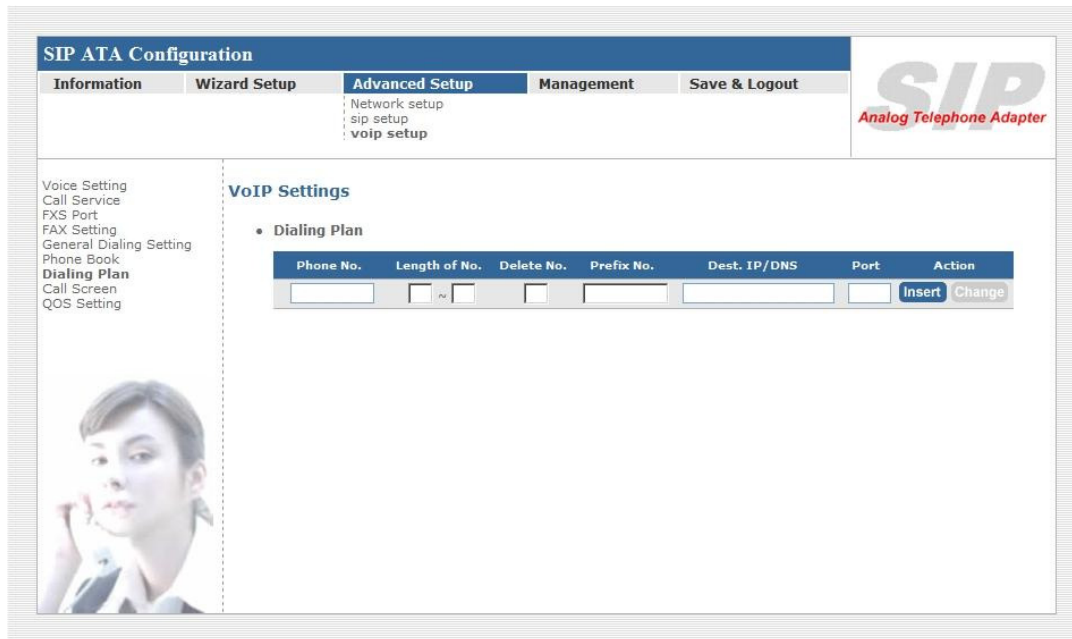 SIP ATA Configuration
Information Wizard Setup Advanced Setup Management Save & Logout
Network setup
sip setup
voip setup
SIP
Analog Telephone Adapter
Voice Setting
Call Service
FXS Port
FAX Setting
General Dialing Setting
Phone Book
Dialing Plan
Call Screen
QOS Setting
VoIP Settings
• Dialing Plan
Phone No. Length of No. Delete No. Prefix No. Dest. IP/DNS Port Action
~ Insert Change